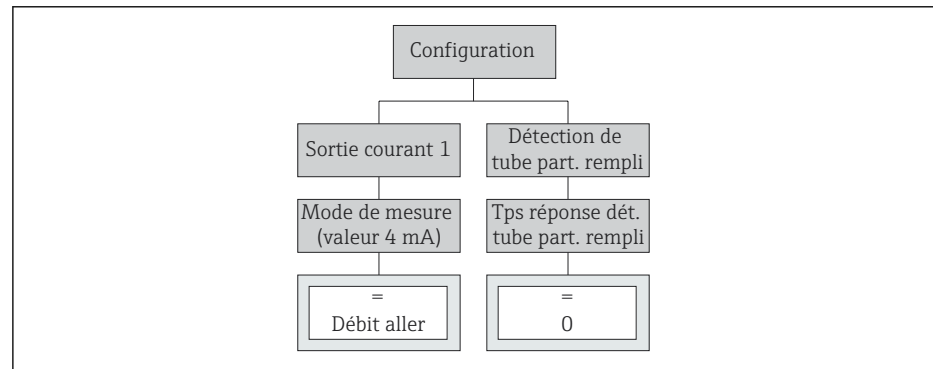 Configuration
Sortie courant 1
Détection de
tube part. rempli
Mode de mesure
(valeur 4 mA)
Tps réponse dét.
tube part. rempli
=
Débit aller
=
0